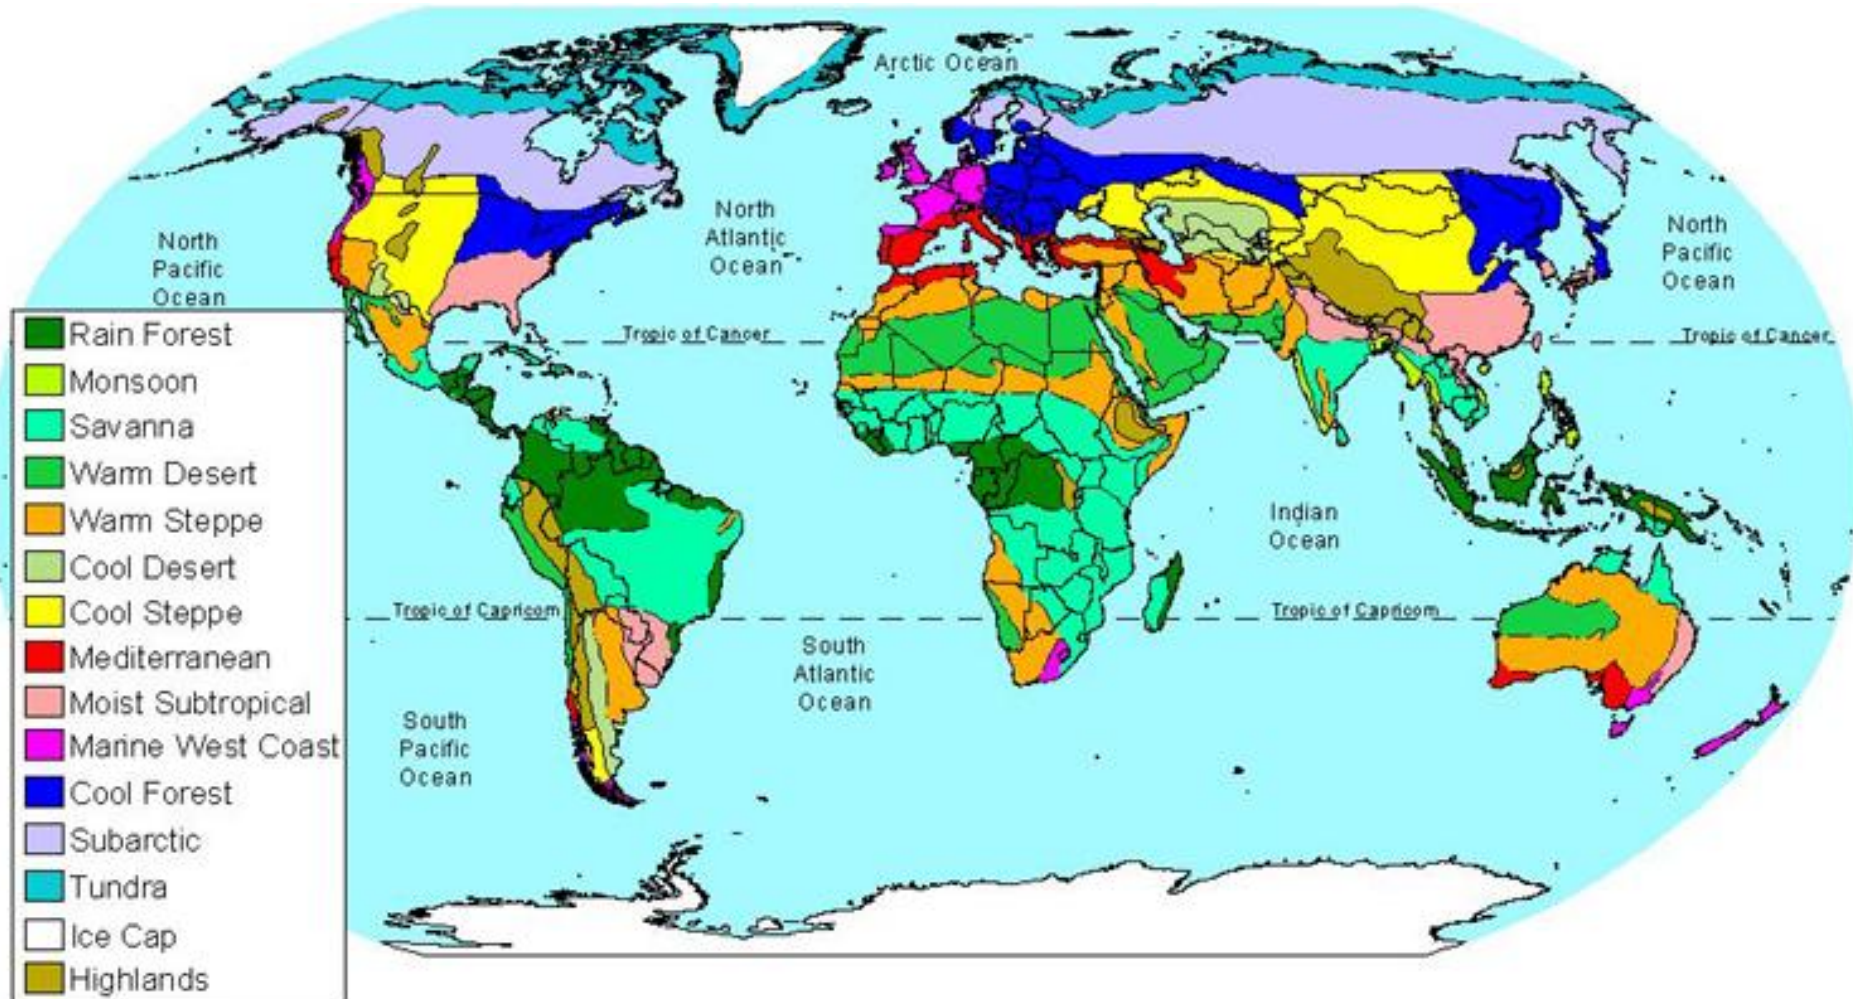 Arctic Ocean
North
Pacific
Ocean
North
Atlantic
Ocean
North
Pacific
Ocean
Tropic of Cancer
Tropic of Cancer
Indian
Ocean
Tropic of Capricorn
Tropic of Capricorn
South
Atlantic
Ocean
South
Pacific
Ocean
Rain Forest
Monsoon
Savanna
Warm Desert
Warm Steppe
Cool Desert
Cool Steppe
Mediterranean
Moist Subtropical
Marine West Coast
Cool Forest
Subarctic
Tundra
Ice Cap
Highlands